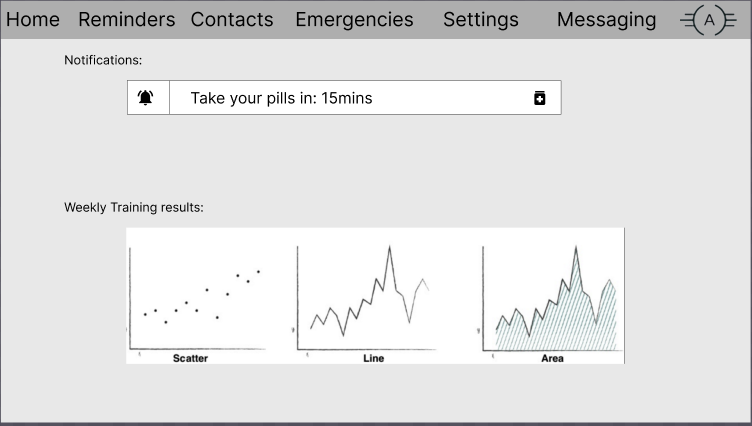 Home Reminders Contacts Emergencies Settings Messaging A
Notifications:
Take your pills in: 15mins
Weekly Training results:
Scatter Line Area